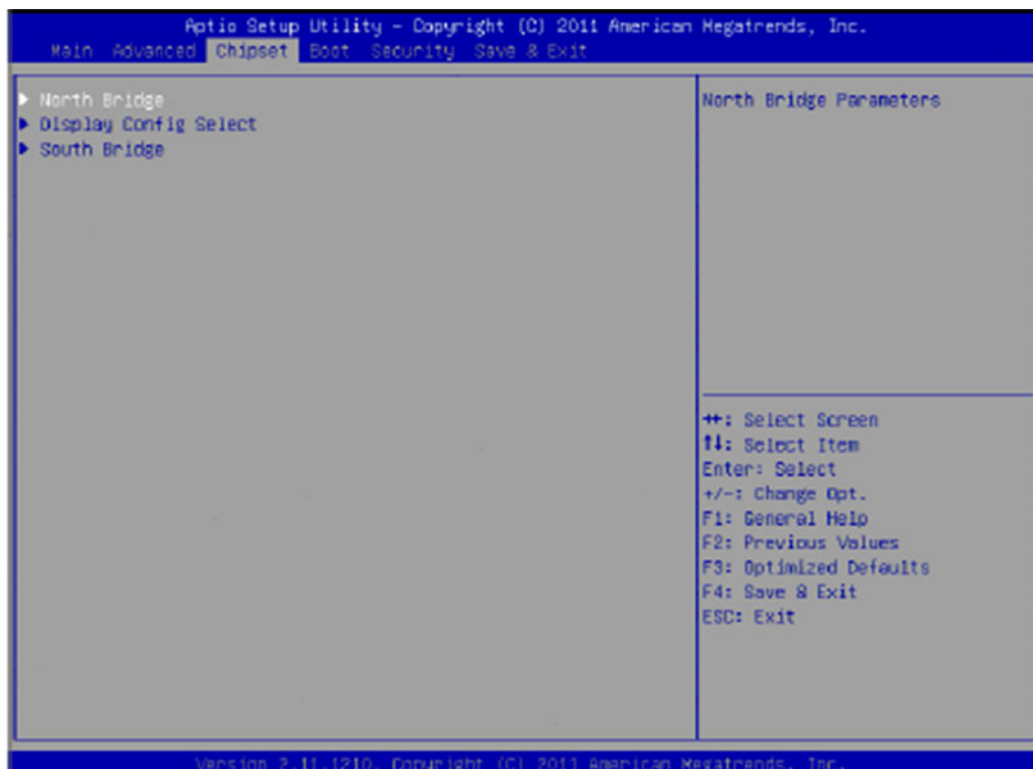 Aptio Setup Utility - Copyright (C) 2011 American Megatrends, Inc.
Main Advanced Chipset Boot Security Save & Exit
North Bridge
Display Config Select
South Bridge
North Bridge Parameters
→←: Select Screen
↑↓: Select Item
Enter: Select
+/-: Change Opt.
F1: General Help
F2: Previous Values
F3: Optimized Defaults
F4: Save & Exit
ESC: Exit
Version 2.11.1210. Copyright (C) 2011 American Megatrends, Inc.